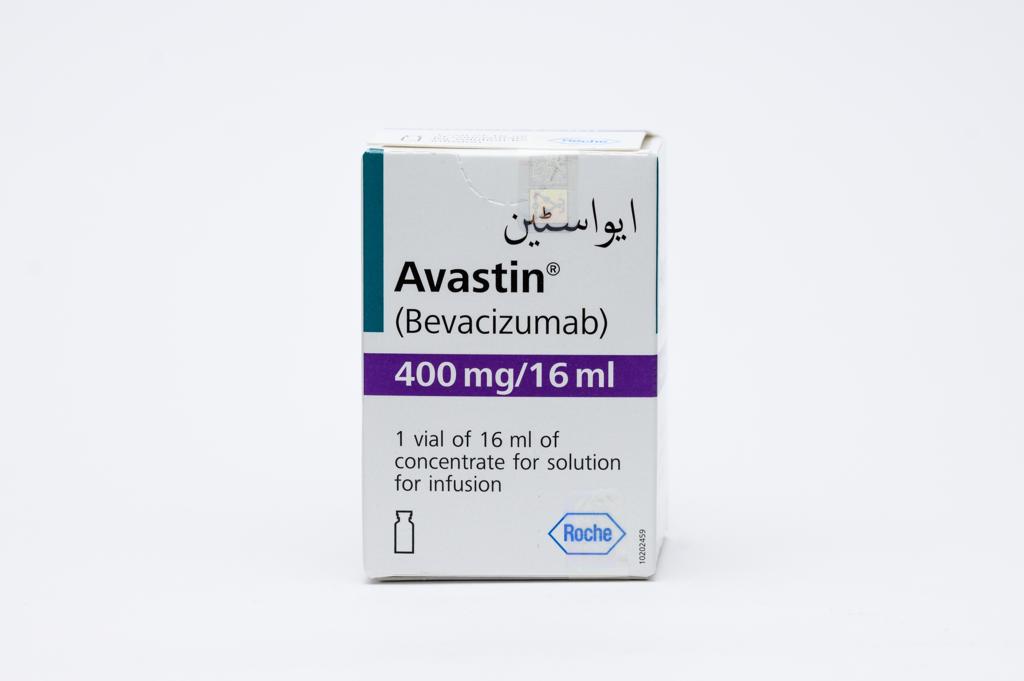 Roche
ایواسٹین
Avastin®
(Bevacizumab)
400 mg/16 ml
1 vial of 16 ml of
concentrate for solution
for infusion
Roche
10202459